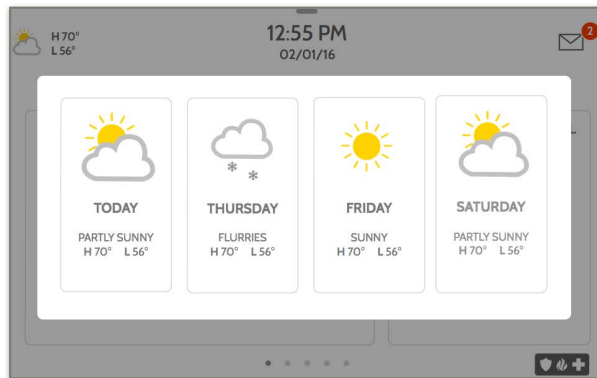 H 70°
L 56°
12:55 PM
02/01/16
2
TODAY
PARTLY SUNNY
H 70° L 56°
THURSDAY
FLURRIES
H 70° L 56°
FRIDAY
SUNNY
H 70° L 56°
SATURDAY
PARTLY SUNNY
H 70° L 56°